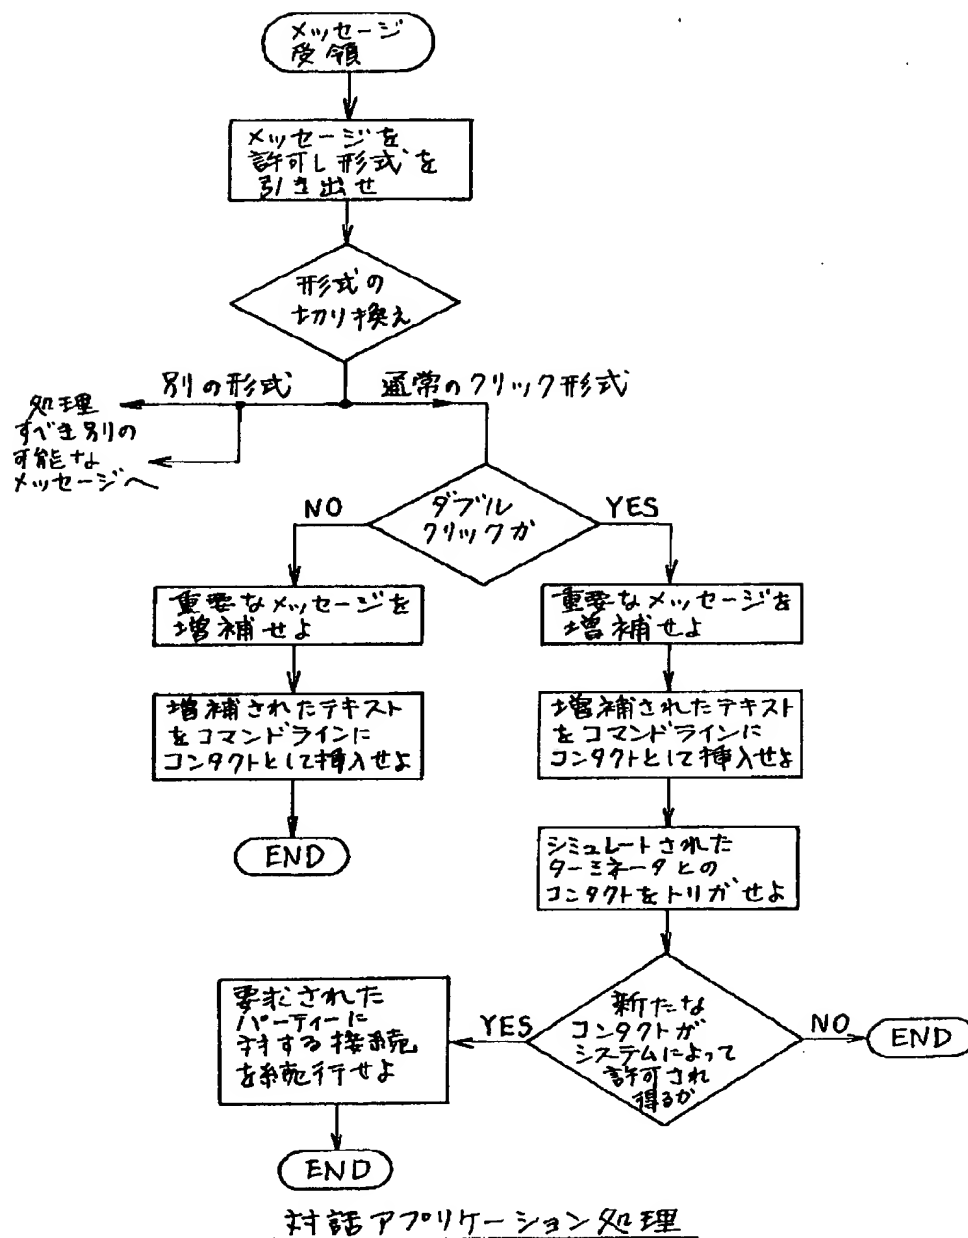 メッセージ
受領
メッセージを
許可し形式を
引き出せ
形式の
切り換え
別の形式
通常のクリック形式
処理
すべき別の
可能な
メッセージへ
NO
ダブル
クリックか
YES
重要なメッセージを
増補せよ
増補されたテキスト
をコマンドラインに
コンタクトとして挿入せよ
END
重要なメッセージを
増補せよ
増補されたテキスト
をコマンドラインに
コンタクトとして挿入せよ
シミュレートされた
ターミネータとの
コンタクトをトリガせよ
新たな
コンタクトが
システムによって
許可され
得るか
NO
END
YES
要求された
パーティーに
対する接続
を続行せよ
END
対話アプリケーション処理